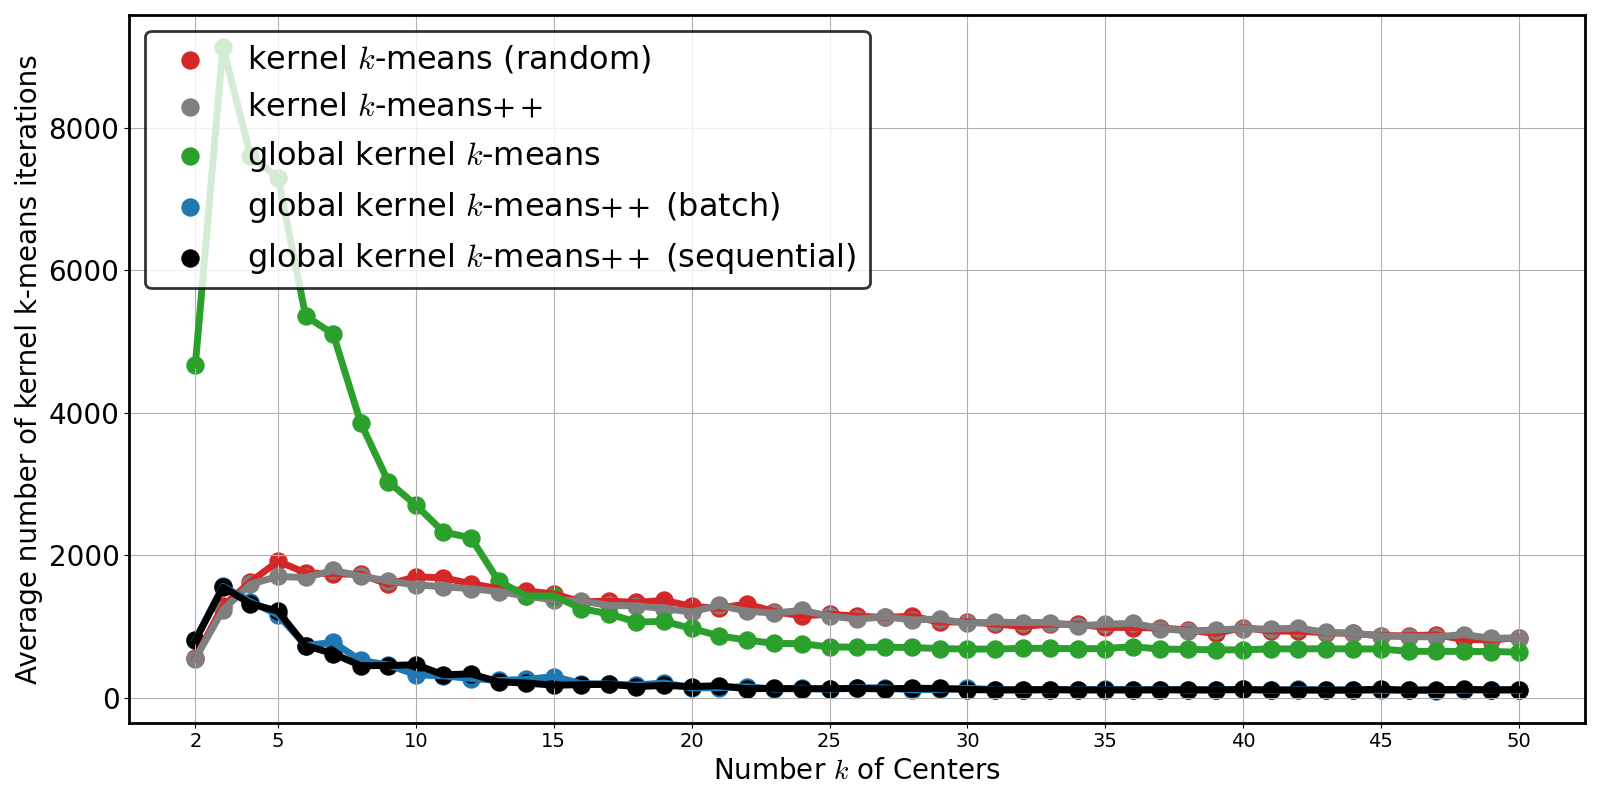 Average number of kernel k-means iterations
8000
6000
4000
2000
0
kernel k-means (random)
kernel k-means++
global kernel k-means
global kernel k-means++ (batch)
global kernel k-means++ (sequential)
2 5 10 15 20 25 30 35 40 45 50
Number k of Centers